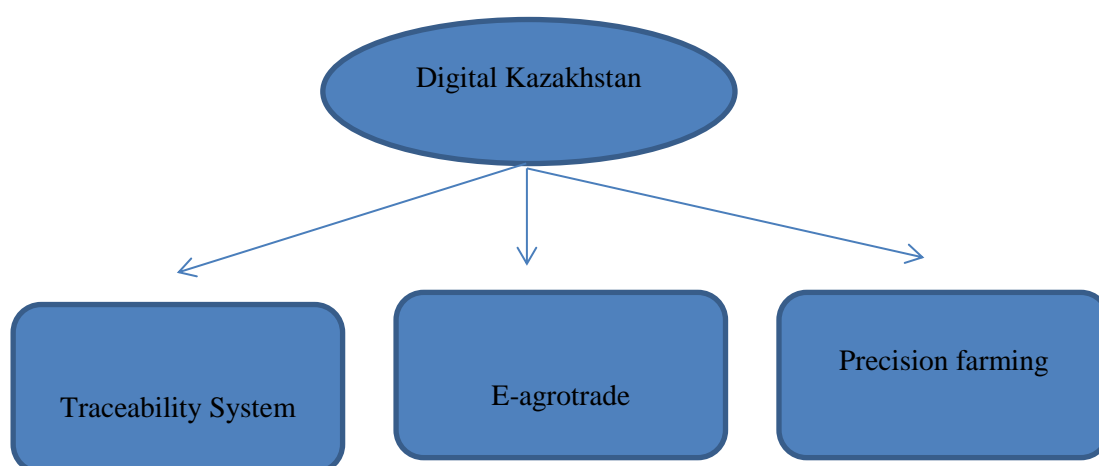 Digital Kazakhstan
Traceability System
E-agrotrade
Precision farming